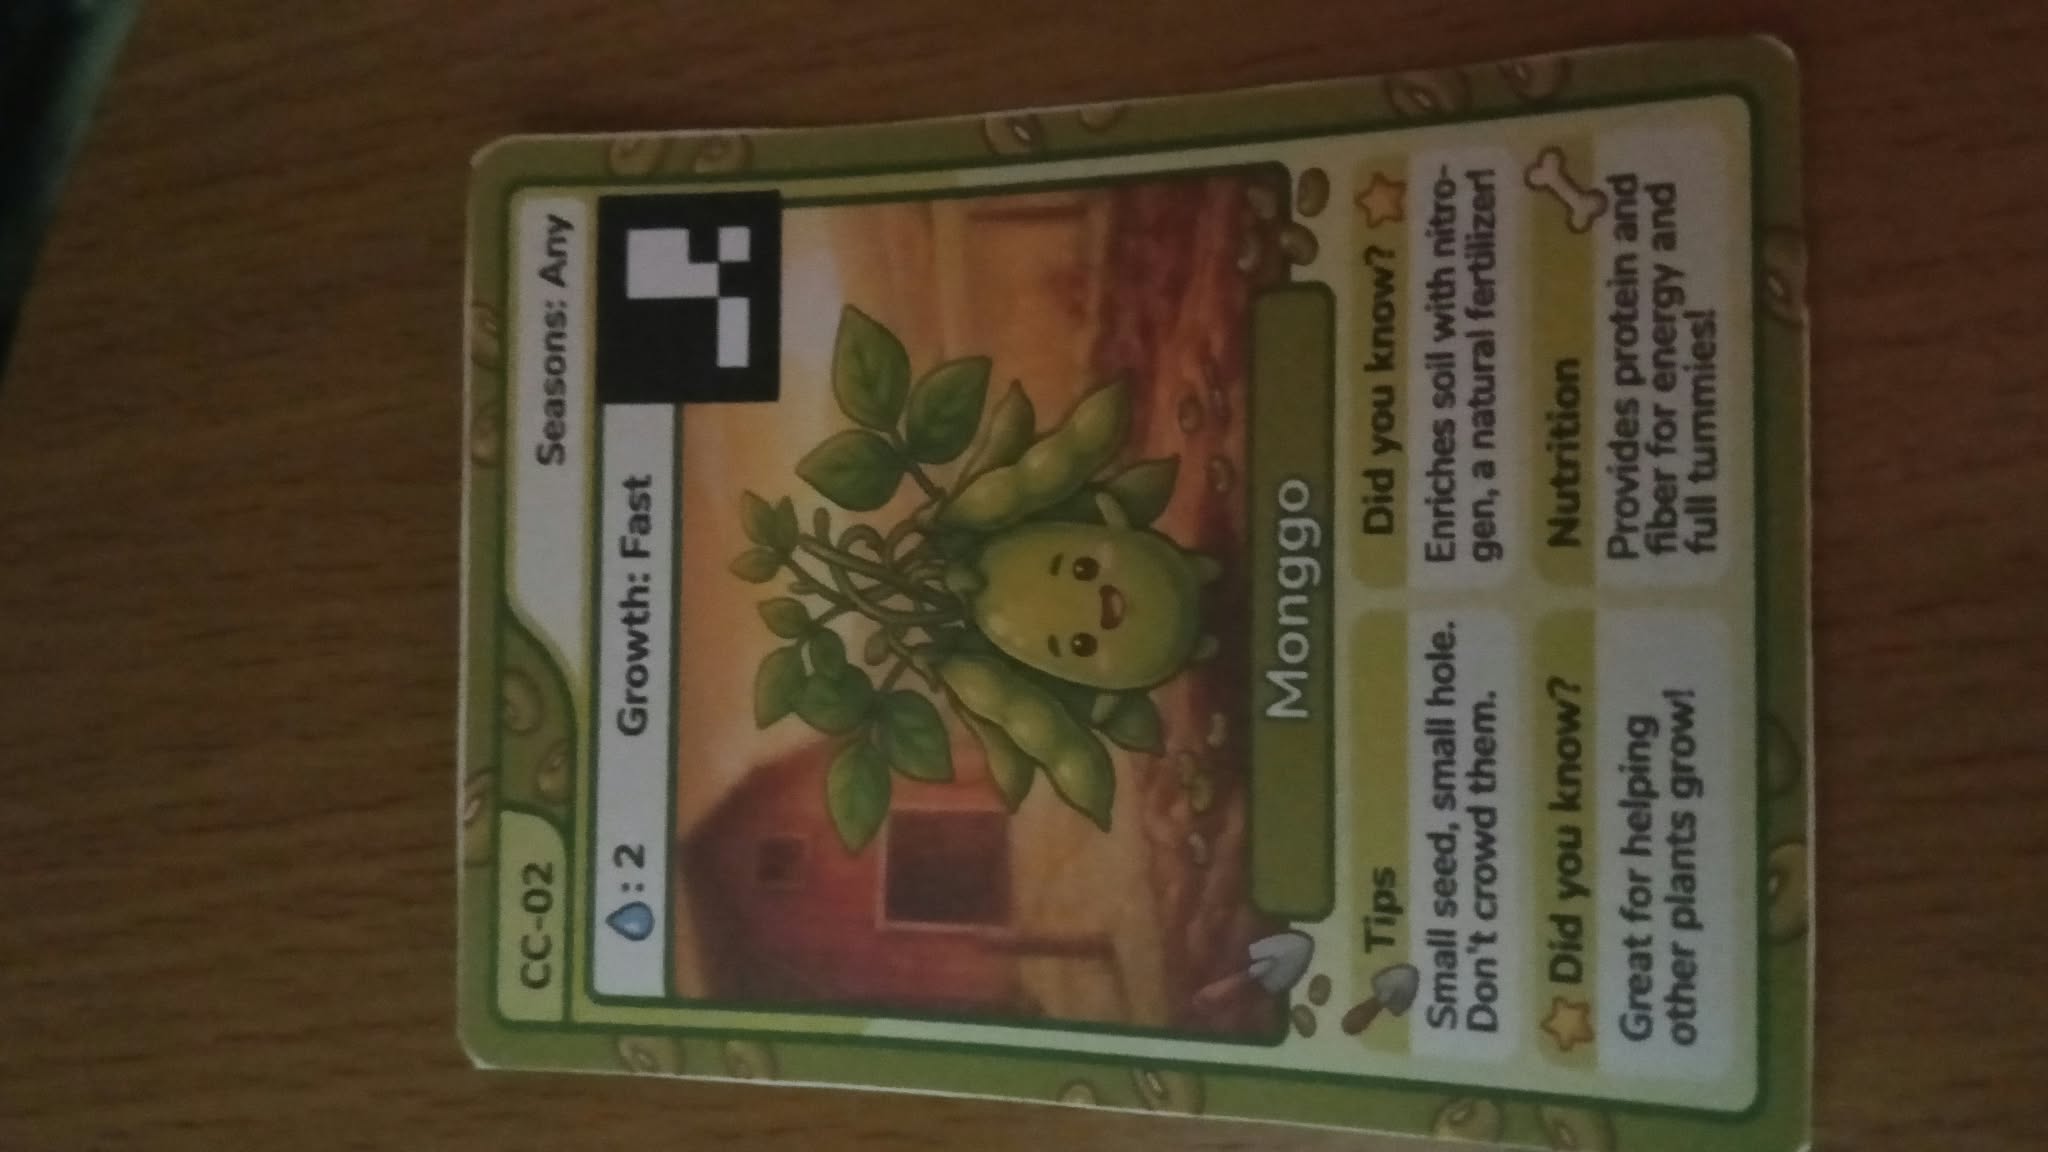 CC-02
Seasons: Any
: 2
Growth: Fast
Monggo
Tips
Small seed, small hole.
Don't crowd them.
Did you know?
Enriches soil with nitro-
gen, a natural fertilizer!
Did you know?
Great for helping
other plants grow!
Nutrition
Provides protein and
fiber for energy and
full tummies!